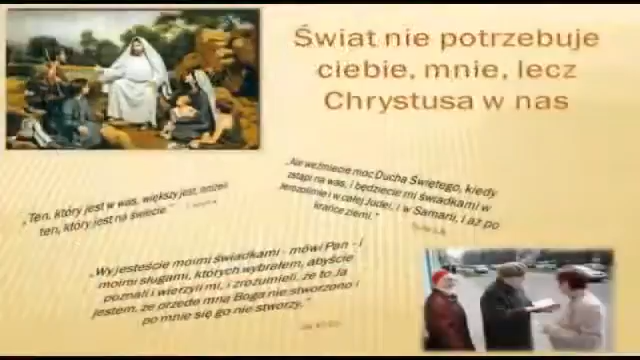 Świat nie potrzebuje
ciebie, mnie, lecz
Chrystusa w nas
„Ten, który jest w was, większy jest, aniżeli
ten, który jest na świecie."
„Ale weźmiecie moc Ducha Świętego, kiedy
zstąpi na was, i będziecie mi świadkami w
Jerozolimie i w całej Judei, i w Samarii, i aż po
krańce ziemi."
„Wy jesteście moimi świadkami - mówi Pan - i
moimi sługami, których wybrałem, abyście
poznali i wierzyli mi, i zrozumieli, że to Ja
jestem, że przede mną Boga nie stworzono i
po mnie się go nie stworzy."